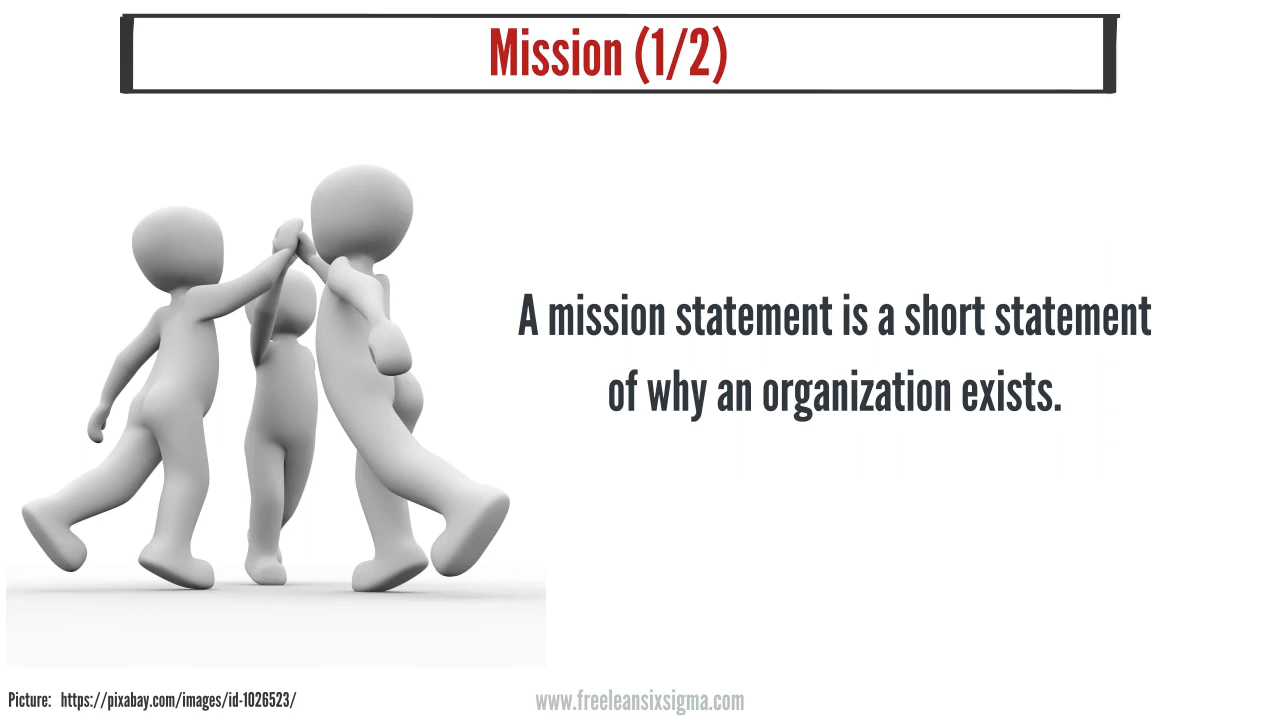 Mission (1/2)
A mission statement is a short statement
of why an organization exists.
Picture: https://pixabay.com/images/id-1026523/
www.freeleansixsigma.com